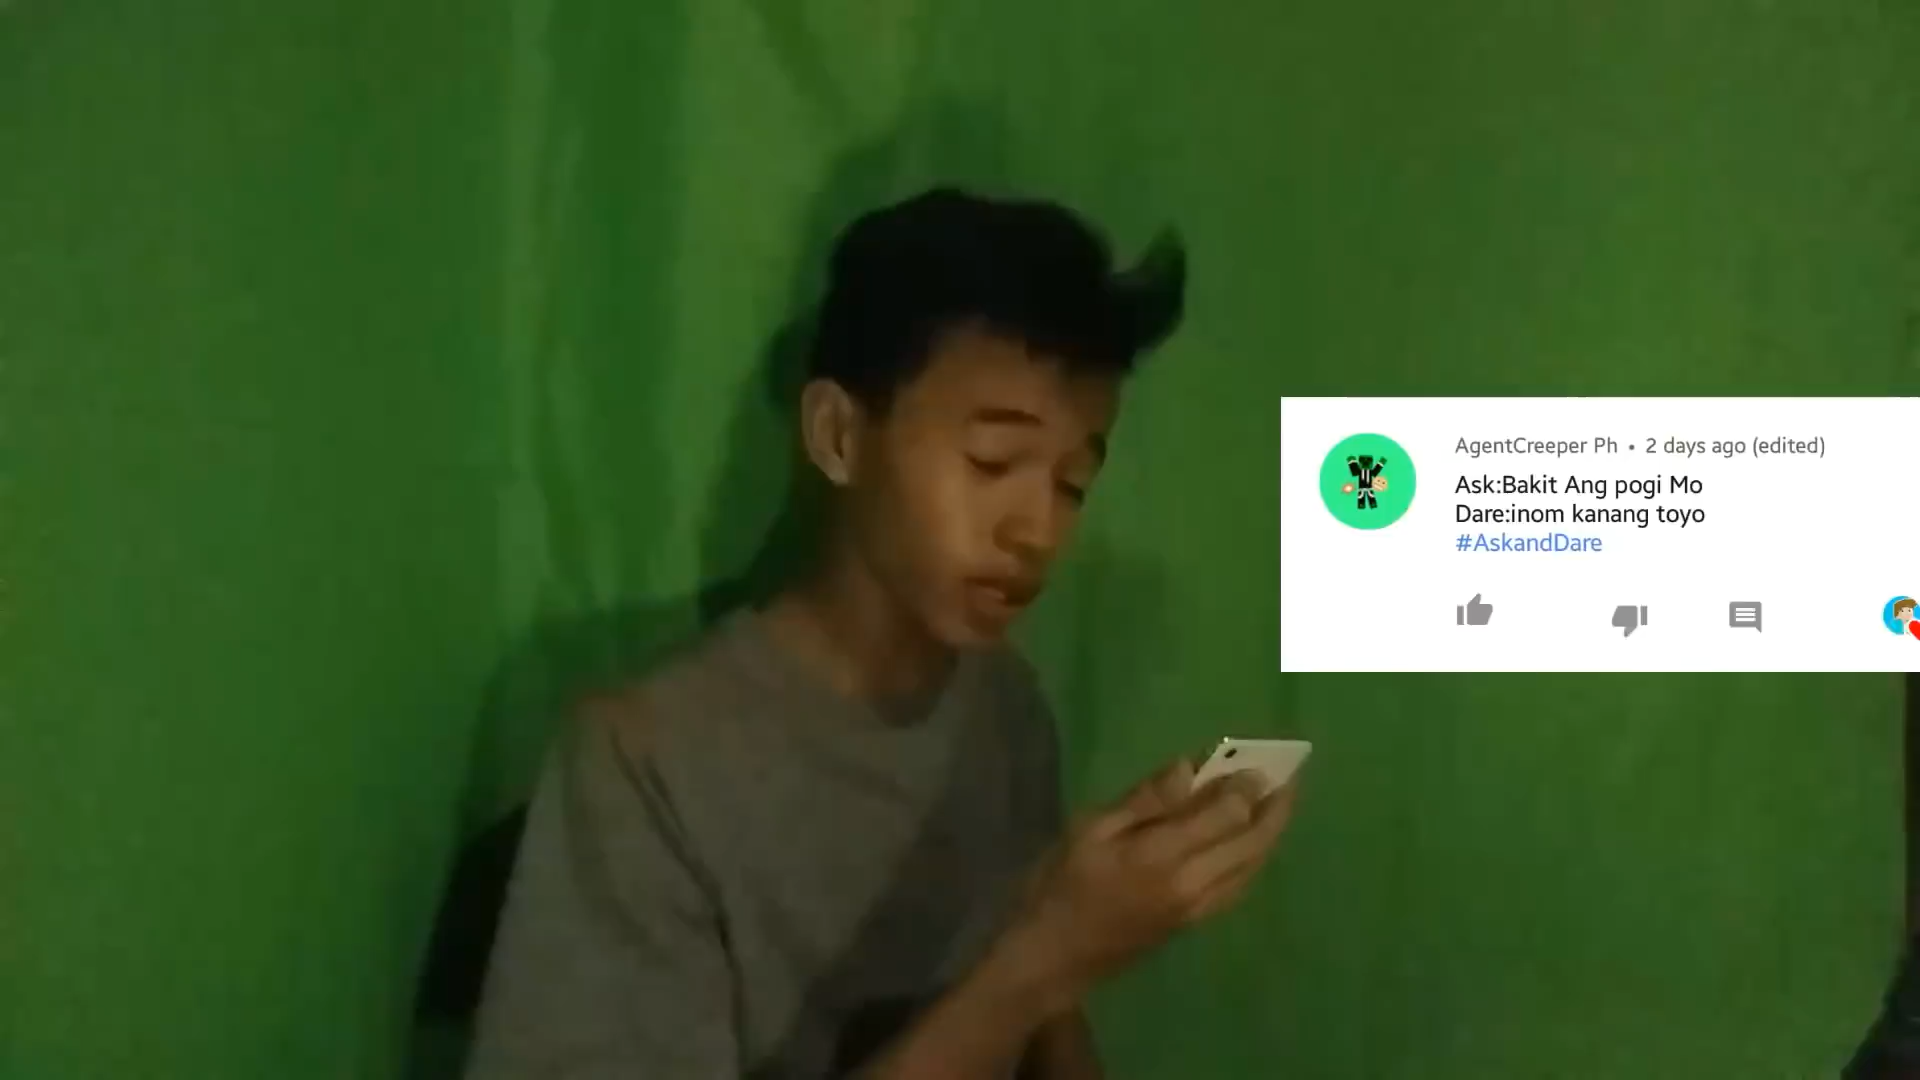 AgentCreeper Ph • 2 days ago (edited)
Ask:Bakit Ang pogi Mo
Dare:inom kanang toyo
#AskandDare